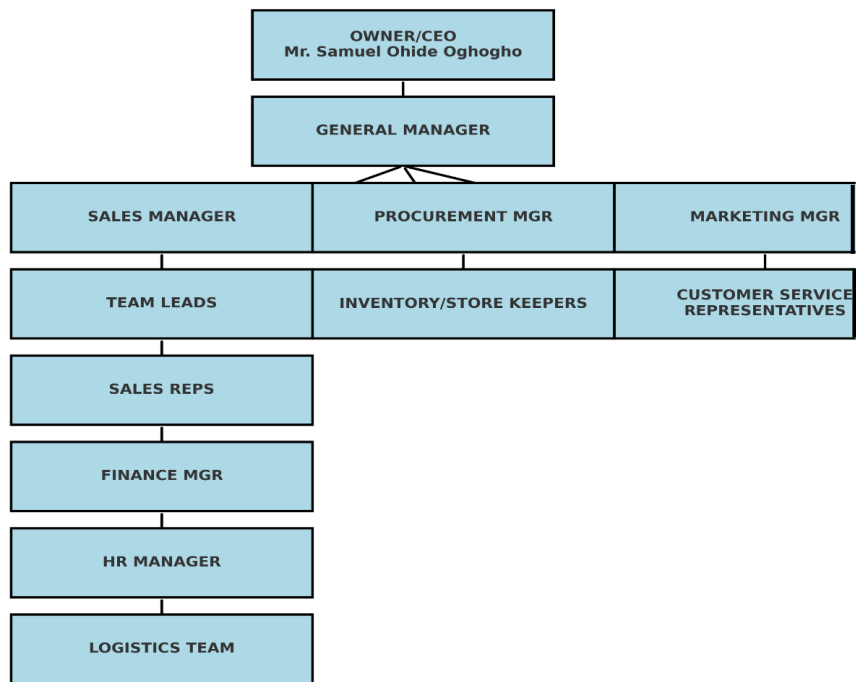 OWNER/CEO
Mr. Samuel Ohide Oghogho
GENERAL MANAGER
SALES MANAGER
PROCUREMENT MGR
MARKETING MGR
TEAM LEADS
INVENTORY/STORE KEEPERS
CUSTOMER SERVICE
REPRESENTATIVES
SALES REPS
FINANCE MGR
HR MANAGER
LOGISTICS TEAM